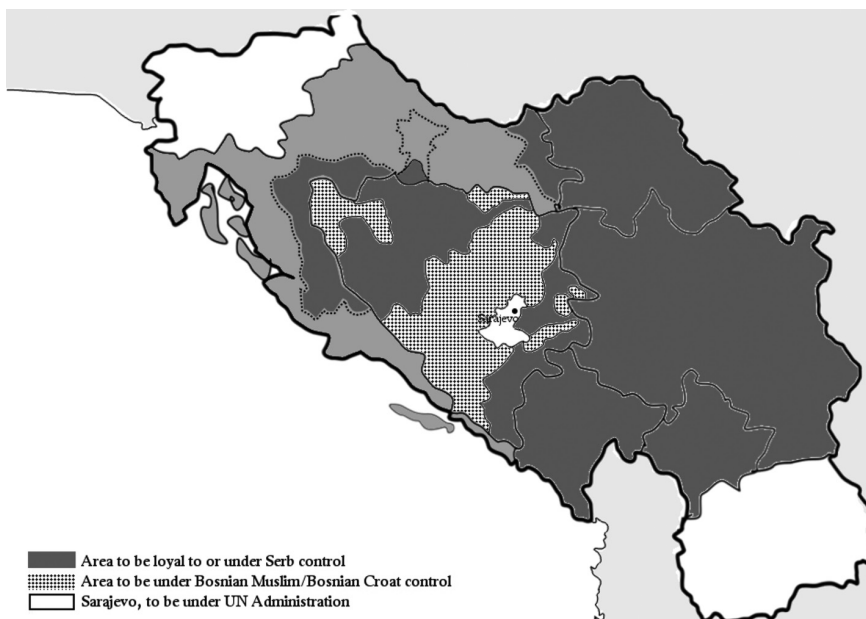 Sarajevo
Area to be loyal to or under Serb control
Area to be under Bosnian Muslim/Bosnian Croat control
Sarajevo, to be under UN Administration